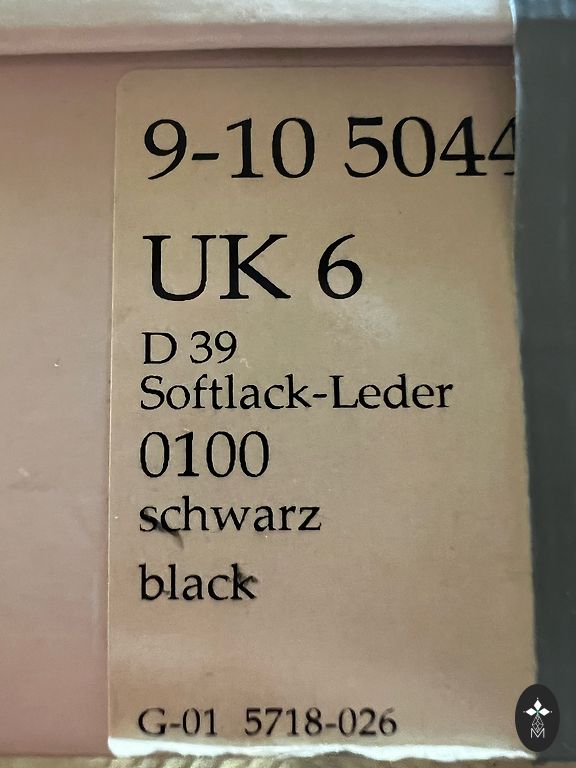 9-10 5044
UK 6
D 39
Softlack-Leder
0100
schwarz
black
G-01 5718-026
M